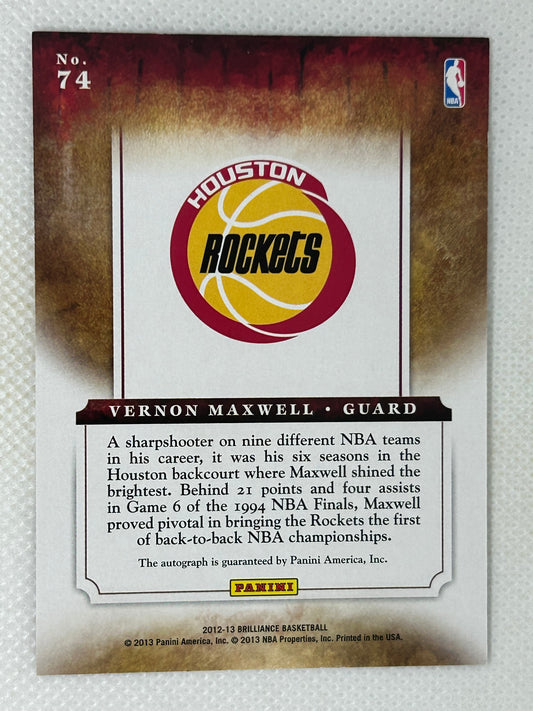 No.
74
NBA
HOUSTON
ROCKETS
VERNON MAXWELL • GUARD
A sharpshooter on nine different NBA teams
in his career, it was his six seasons in the
Houston backcourt where Maxwell shined the
brightest. Behind 21 points and four assists
in Game 6 of the 1994 NBA Finals, Maxwell
proved pivotal in bringing the Rockets the first
of back-to-back NBA championships.
The autograph is guaranteed by Panini America, Inc.
PANINI
2012-13 BRILLIANCE BASKETBALL
© 2013 Panini America, Inc. © 2013 NBA Properties, Inc. Printed in the USA.